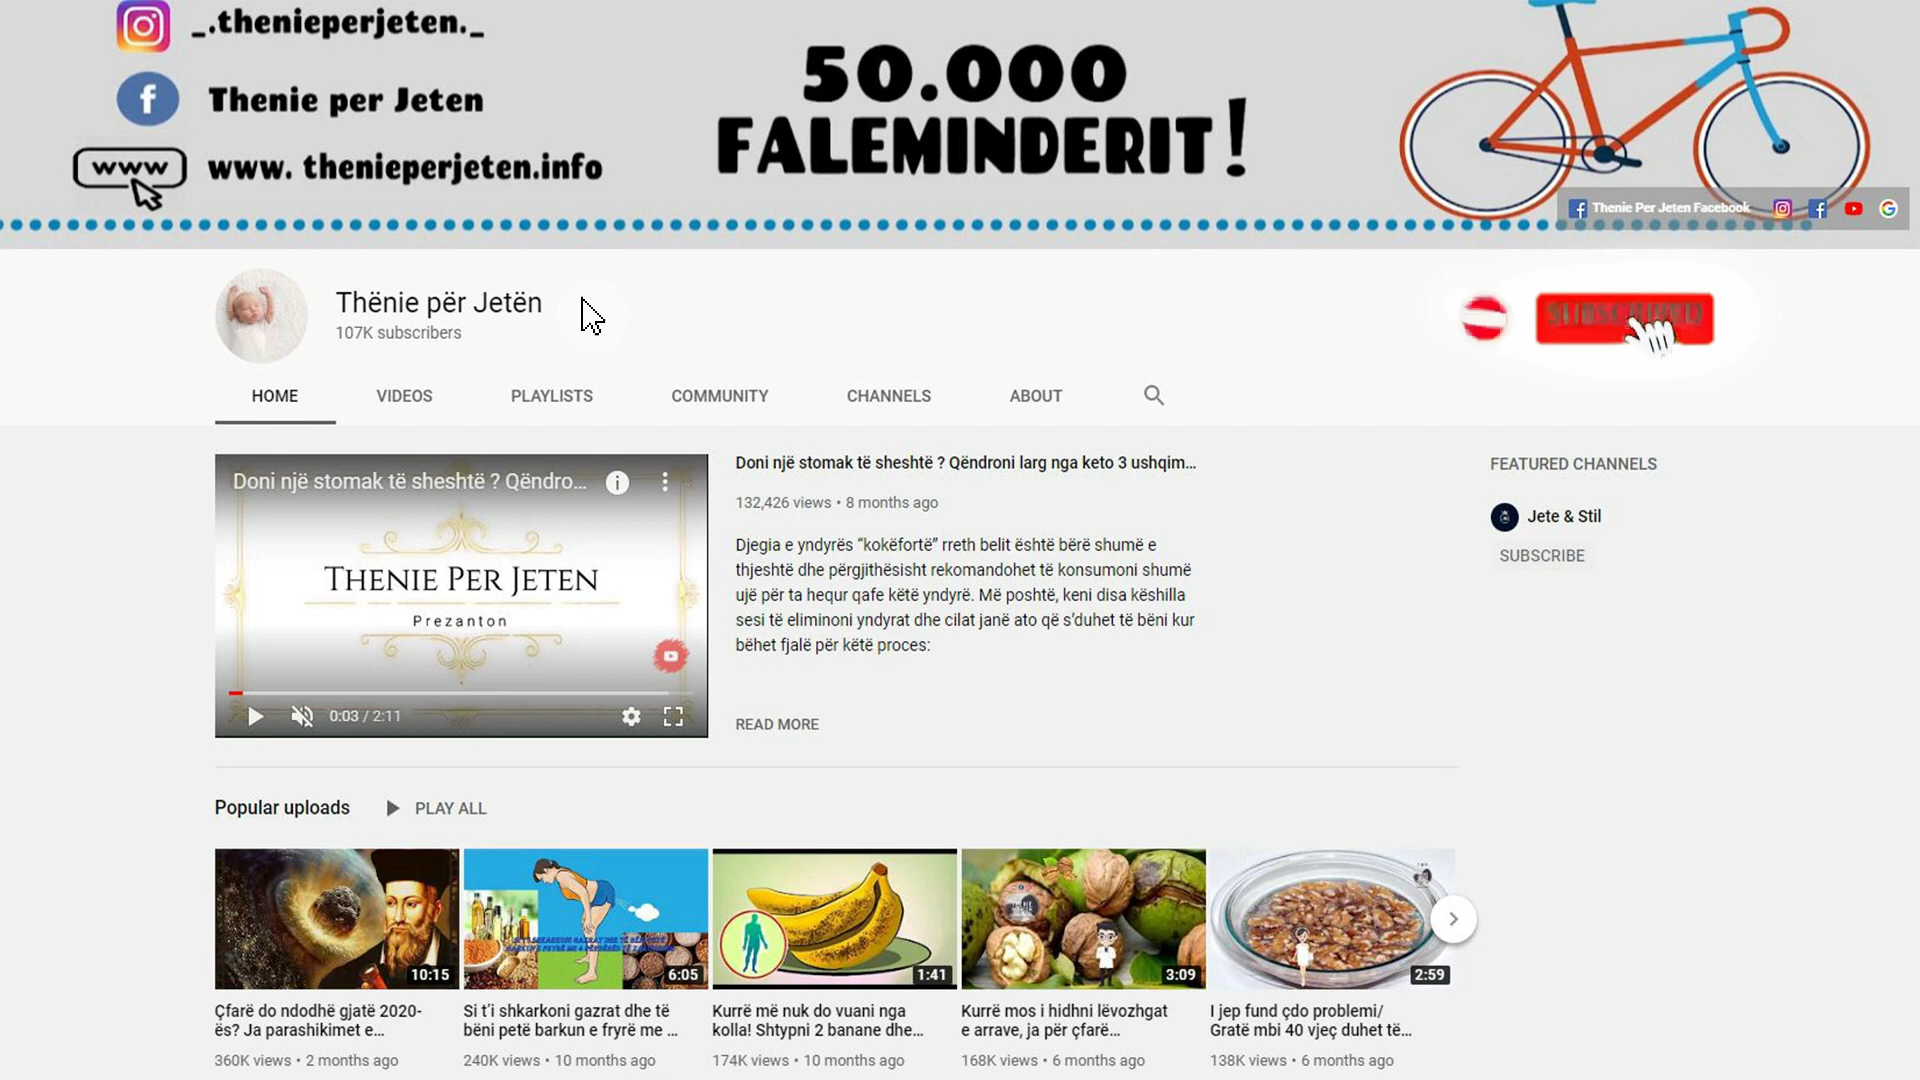 _.thenieperjeten._
Thenie per Jeten
www
www. thenieperjeten.info
50.000
FALEMINDERIT!
Thenie Per Jeten Facebook
Thënie për Jetën
107K subscribers
HOME
VIDEOS
PLAYLISTS
COMMUNITY
CHANNELS
ABOUT
Doni një stomak të sheshtë ? Qëndro...
THENIE PER JETEN
Prezanton
0:03 / 2:11
Doni një stomak të sheshtë ? Qëndroni larg nga keto 3 ushqim...
132,426 views • 8 months ago
Djegia e yndyrës “kokëfortë” rreth belit është bërë shumë e
thjeshtë dhe përgjithësisht rekomandohet të konsumoni shumë
ujë për ta hequr qafe këtë yndyrë. Më poshtë, keni disa këshilla
sesi të eliminoni yndyrat dhe cilat janë ato që s’duhet të bëni kur
bëhet fjalë për këtë proces:
READ MORE
FEATURED CHANNELS
Jete & Stil
SUBSCRIBE
Popular uploads
PLAY ALL
10:15
6:05
1:41
3:09
2:59
Çfarë do ndodhë gjatë 2020-
ës? Ja parashikimet e...
360K views • 2 months ago
Si t’i shkarkoni gazrat dhe të
bëni petë barkun e fryrë me ...
240K views • 10 months ago
Kurrë më nuk do vuani nga
kolla! Shtypni 2 banane dhe...
174K views • 10 months ago
Kurrë mos i hidhni lëvozhgat
e arrave, ja për çfarë...
168K views • 6 months ago
I jep fund çdo problemi/
Gratë mbi 40 vjeç duhet të...
138K views • 6 months ago